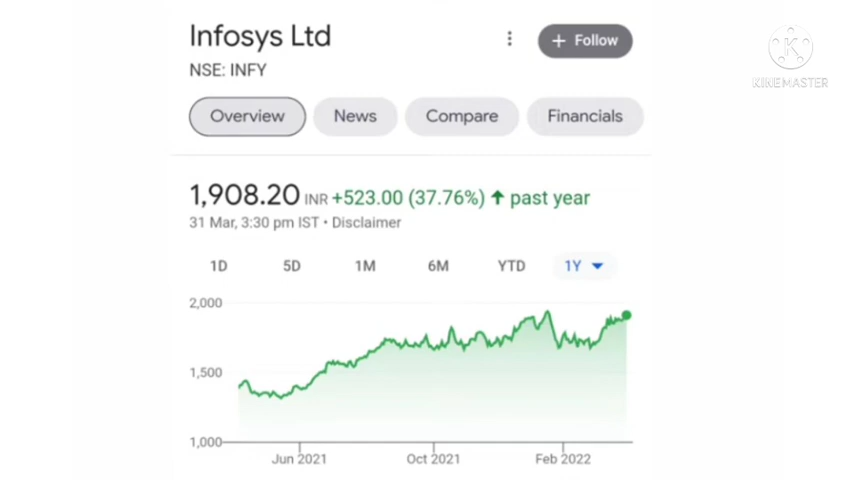 Infosys Ltd
+ Follow
NSE: INFY
K
KINEMASTER
Overview
News
Compare
Financials
1,908.20 INR +523.00 (37.76%) ↑ past year
31 Mar, 3:30 pm IST • Disclaimer
1D 5D 1M 6M YTD 1Y
2,000
1,500
1,000
Jun 2021 Oct 2021 Feb 2022